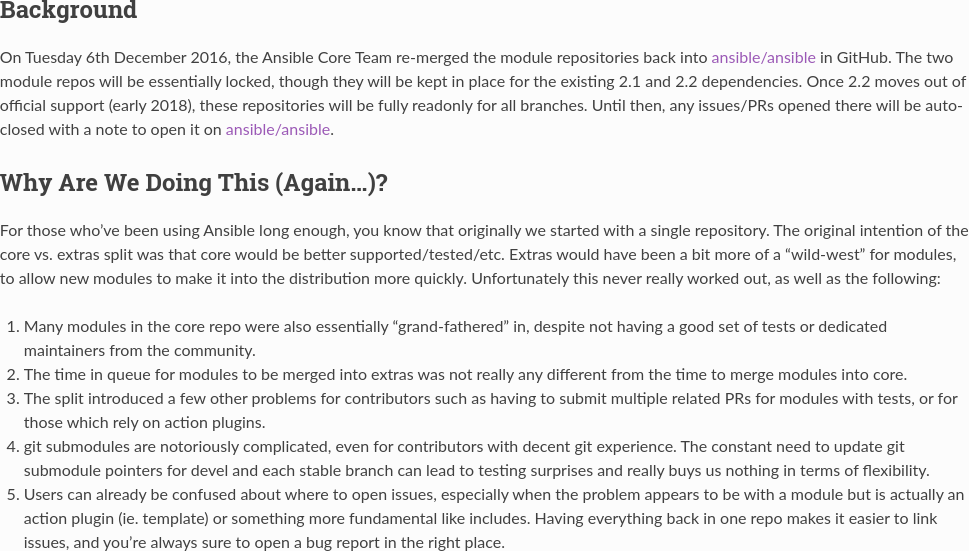 Background
On Tuesday 6th December 2016, the Ansible Core Team re-merged the module repositories back into ansible/ansible in GitHub. The two
module repos will be essentially locked, though they will be kept in place for the existing 2.1 and 2.2 dependencies. Once 2.2 moves out of
official support (early 2018), these repositories will be fully readonly for all branches. Until then, any issues/PRs opened there will be auto-
closed with a note to open it on ansible/ansible.
Why Are We Doing This (Again…)?
For those who’ve been using Ansible long enough, you know that originally we started with a single repository. The original intention of the
core vs. extras split was that core would be better supported/tested/etc. Extras would have been a bit more of a “wild-west” for modules,
to allow new modules to make it into the distribution more quickly. Unfortunately this never really worked out, as well as the following:
1. Many modules in the core repo were also essentially “grand-fathered” in, despite not having a good set of tests or dedicated
maintainers from the community.
2. The time in queue for modules to be merged into extras was not really any different from the time to merge modules into core.
3. The split introduced a few other problems for contributors such as having to submit multiple related PRs for modules with tests, or for
those which rely on action plugins.
4. git submodules are notoriously complicated, even for contributors with decent git experience. The constant need to update git
submodule pointers for devel and each stable branch can lead to testing surprises and really buys us nothing in terms of flexibility.
5. Users can already be confused about where to open issues, especially when the problem appears to be with a module but is actually an
action plugin (ie. template) or something more fundamental like includes. Having everything back in one repo makes it easier to link
issues, and you’re always sure to open a bug report in the right place.